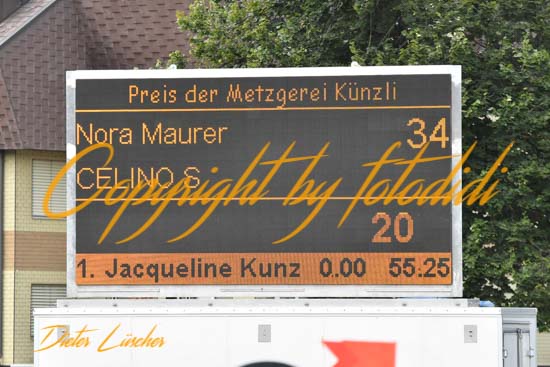 Preis der Metzgerei Künzli
Nora Maurer 34
CELINO S
Copyright by fotodidi
20
1. Jacqueline Kunz 0.00 55.25
Dieter Lüscher